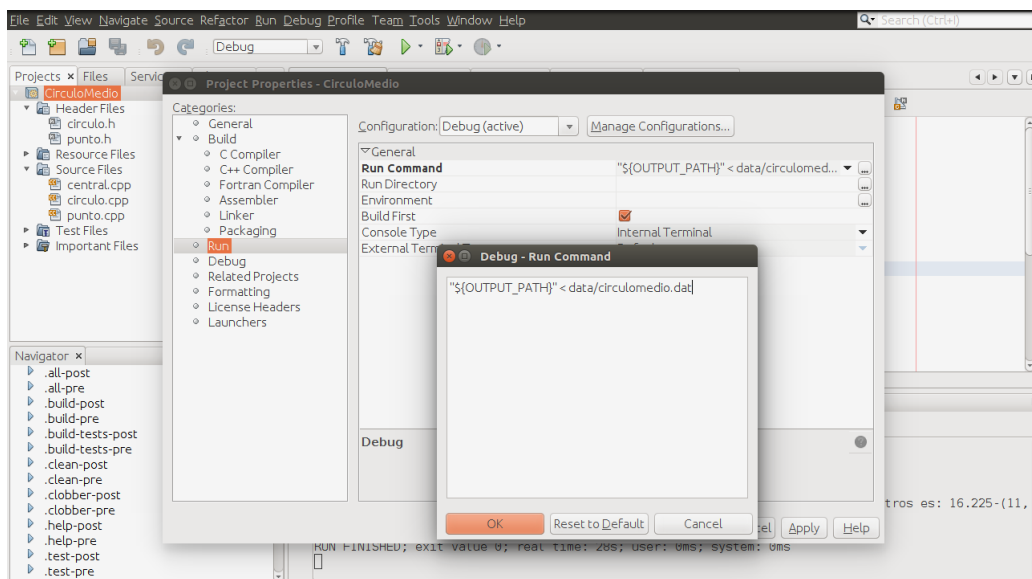 File Edit View Navigate Source Refactor Run Debug Profile Team Tools Window Help
Search (Ctrl+I)
Debug
Projects Files Servic
CirculoMedio
Header Files
circulo.h
punto.h
Resource Files
Source Files
central.cpp
circulo.cpp
punto.cpp
Test Files
Important Files
Navigator
.all-post
.all-pre
.build-post
.build-pre
.build-tests-post
.build-tests-pre
.clean-post
.clean-pre
.clobber-post
.clobber-pre
.help-post
.help-pre
.test-post
.test-pre
Project Properties - CirculoMedio
Categories:
General
Build
C Compiler
C++ Compiler
Fortran Compiler
Assembler
Linker
Packaging
Run
Debug
Related Projects
Formatting
License Headers
Launchers
Configuration: Debug (active) Manage Configurations...
General
Run Command "${OUTPUT_PATH}" < data/circulomed... ...
Run Directory ...
Environment ...
Build First
Console Type Internal Terminal
External Term
Debug
Debug - Run Command
"${OUTPUT_PATH}" < data/circulomedio.dat
OK Reset to Default Cancel
cel Apply Help
tros es: 16.225-(11,
RUN FINISHED; exit value 0; real time: 28s; user: 0ms; system: 0ms